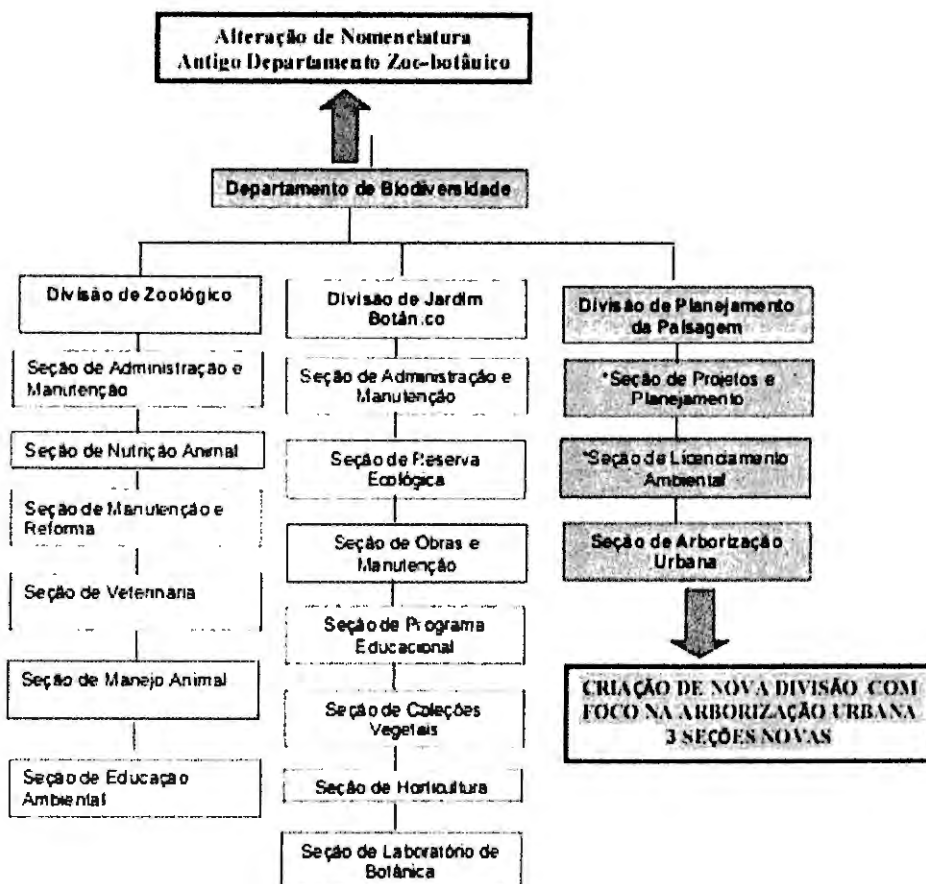 Alteração de Nomenclatura
Antigo Departamento Zoo-botânico
Departamento de Biodiversidade
Divisão de Zoológico
Seção de Administração e
Manutenção
Seção de Nutrição Animal
Seção de Manutenção e
Reforma
Seção de Veterinária
Seção de Manejo Animal
Seção de Educação
Ambiental
Divisão de Jardim
Botânico
Seção de Administração e
Manutenção
Seção de Reserva
Ecológica
Seção de Obras e
Manutenção
Seção de Programa
Educacional
Seção de Coleções
Vegetais
Seção de Horticultura
Seção de Laboratório de
Botânica
Divisão de Planejamento
da Paisagem
*Seção de Projetos e
Planejamento
*Seção de Licenciamento
Ambiental
Seção de Arborização
Urbana
CRIAÇÃO DE NOVA DIVISÃO COM
FOCO NA ARBORIZAÇÃO URBANA
3 SEÇÕES NOVAS